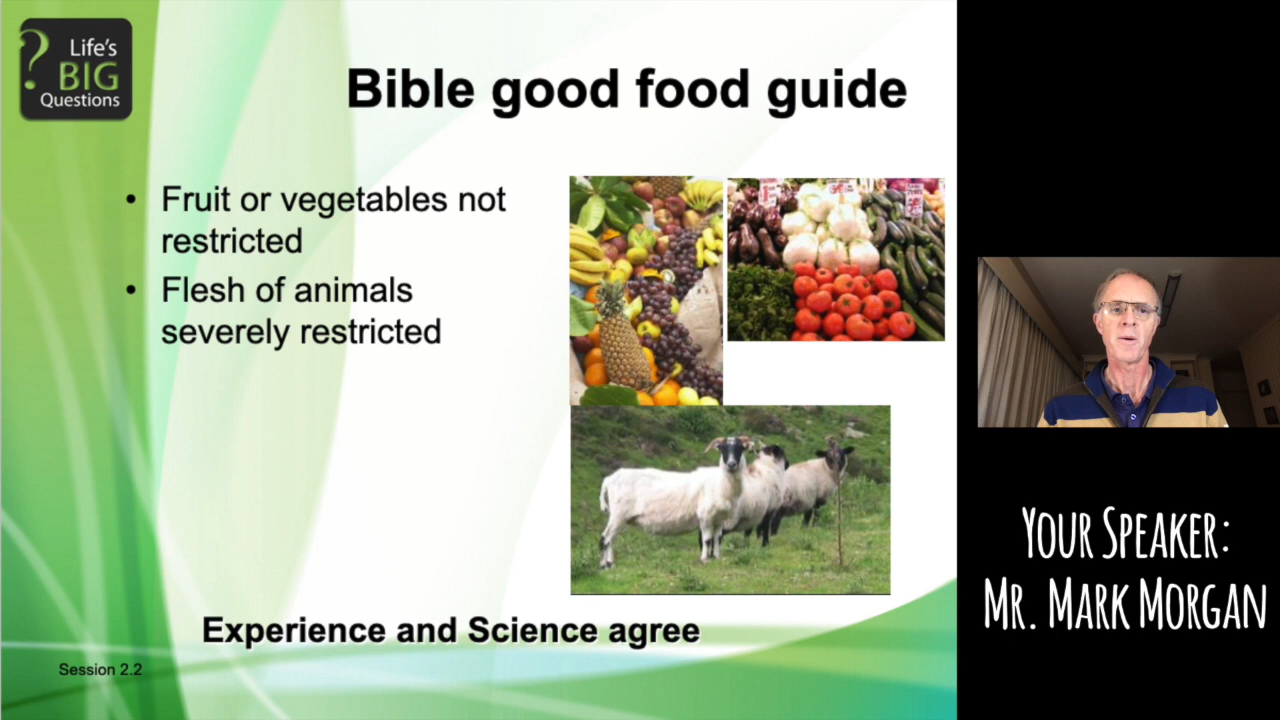 Life's
BIG
Questions
Bible good food guide
• Fruit or vegetables not
restricted
• Flesh of animals
severely restricted
Experience and Science agree
Session 2.2
Your Speaker:
Mr. Mark Morgan